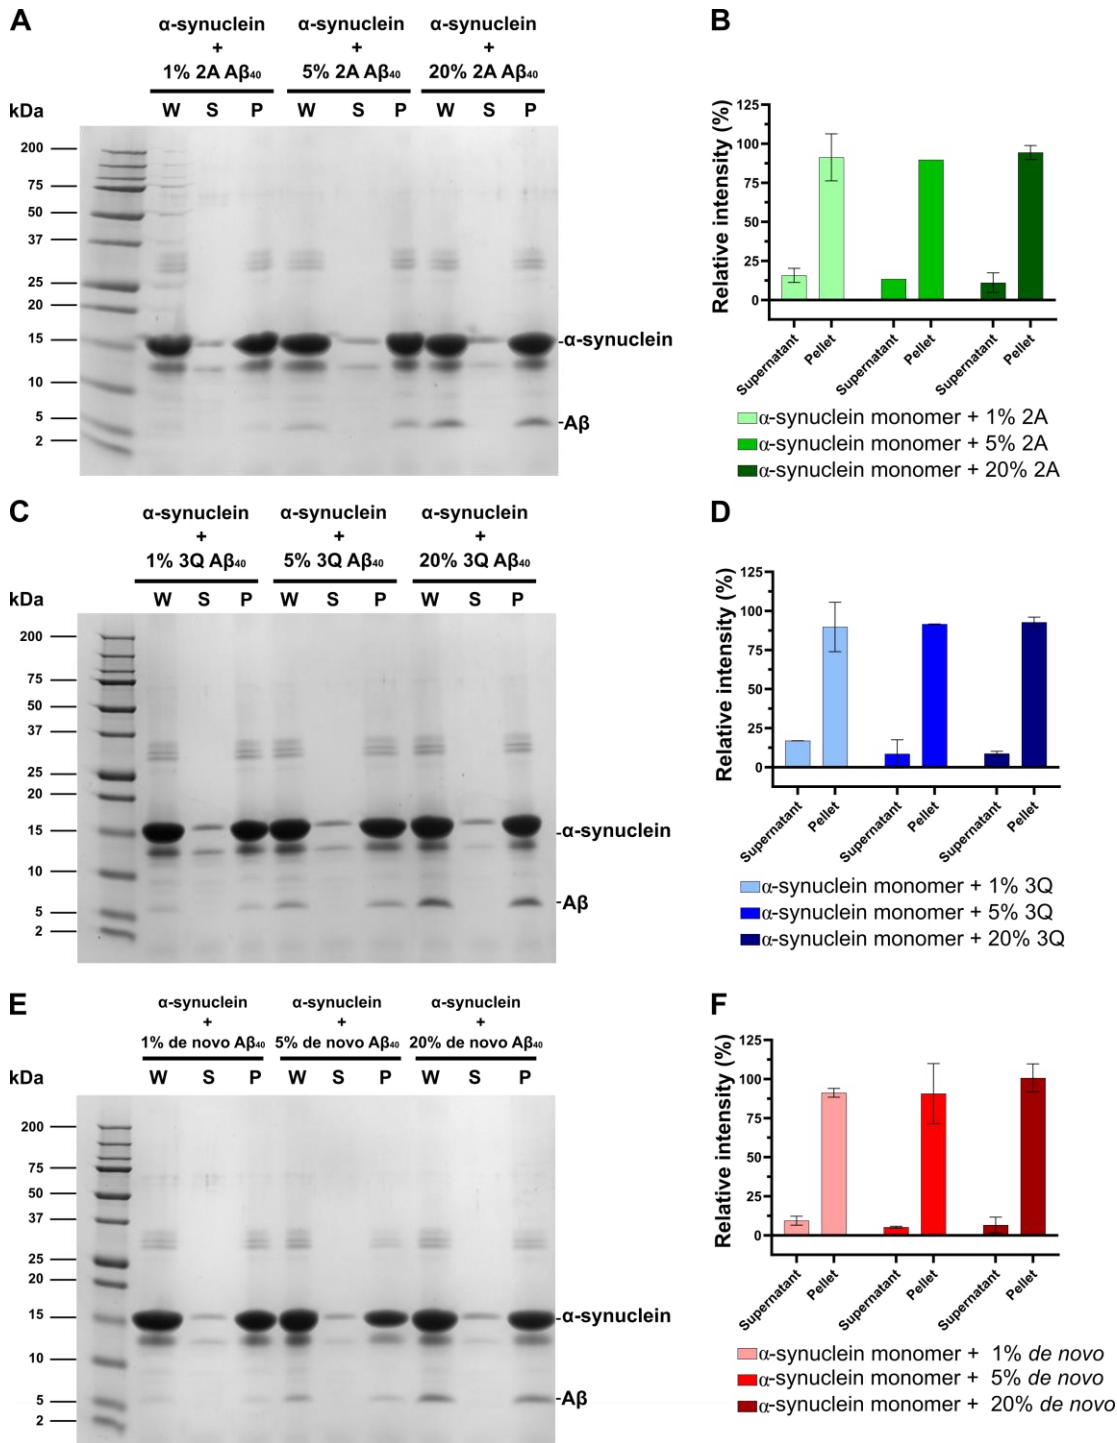 A
α-synuclein
+
1% 2A Aβ₄₀
α-synuclein
+
5% 2A Aβ₄₀
α-synuclein
+
20% 2A Aβ₄₀
kDa
W S P W S P W S P
200
75
50
37
25
20
15
10
5
2
-α-synuclein
-Aβ
B
Relative intensity (%)
125
100
75
50
25
0
Supernatant
Pellet
Supernatant
Pellet
Supernatant
Pellet
α-synuclein monomer + 1% 2A
α-synuclein monomer + 5% 2A
α-synuclein monomer + 20% 2A
C
α-synuclein
+
1% 3Q Aβ₄₀
α-synuclein
+
5% 3Q Aβ₄₀
α-synuclein
+
20% 3Q Aβ₄₀
kDa
W S P W S P W S P
200
75
50
37
25
20
15
10
5
2
-α-synuclein
-Aβ
D
Relative intensity (%)
125
100
75
50
25
0
Supernatant
Pellet
Supernatant
Pellet
Supernatant
Pellet
α-synuclein monomer + 1% 3Q
α-synuclein monomer + 5% 3Q
α-synuclein monomer + 20% 3Q
E
α-synuclein
+
1% de novo Aβ₄₀
α-synuclein
+
5% de novo Aβ₄₀
α-synuclein
+
20% de novo Aβ₄₀
kDa
W S P W S P W S P
200
75
50
37
25
20
15
10
5
2
-α-synuclein
-Aβ
F
Relative intensity (%)
125
100
75
50
25
0
Supernatant
Pellet
Supernatant
Pellet
Supernatant
Pellet
α-synuclein monomer + 1% de novo
α-synuclein monomer + 5% de novo
α-synuclein monomer + 20% de novo